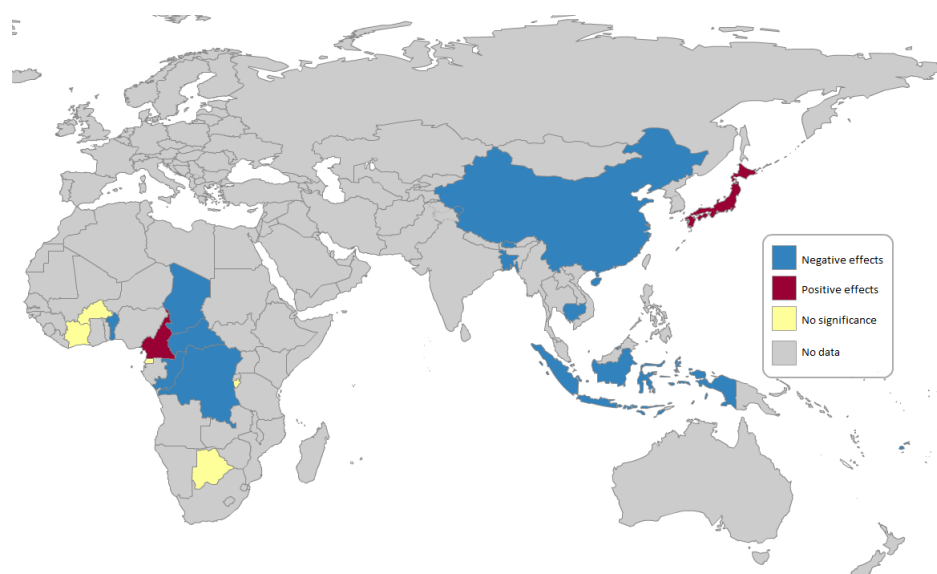 Negative effects
Positive effects
No significance
No data